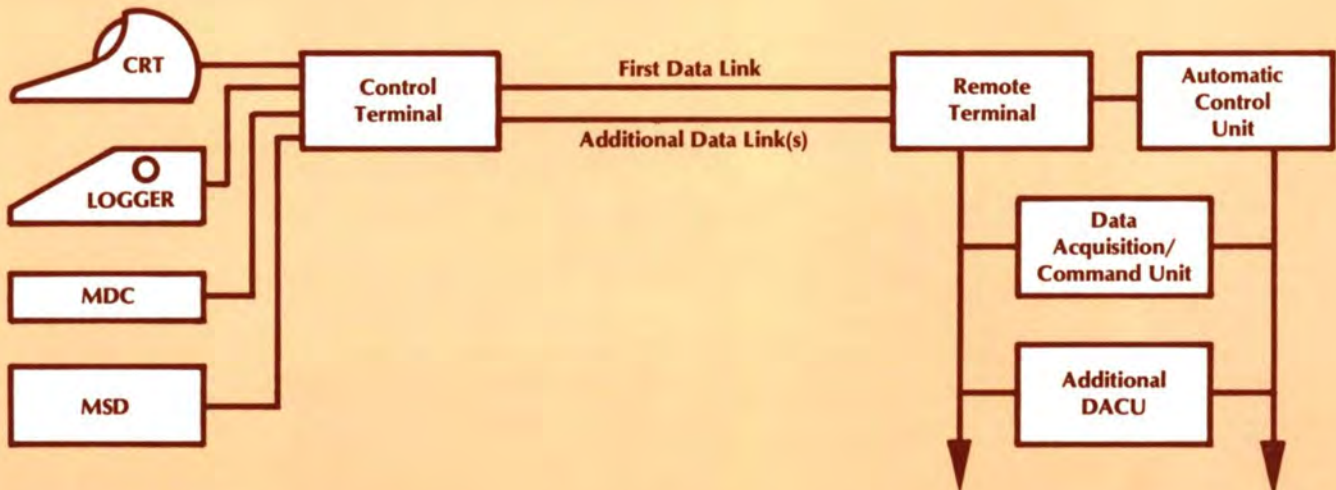 CRT
LOGGER
MDC
MSD
Control
Terminal
First Data Link
Additional Data Link(s)
Remote
Terminal
Automatic
Control
Unit
Data
Acquisition/
Command Unit
Additional
DACU